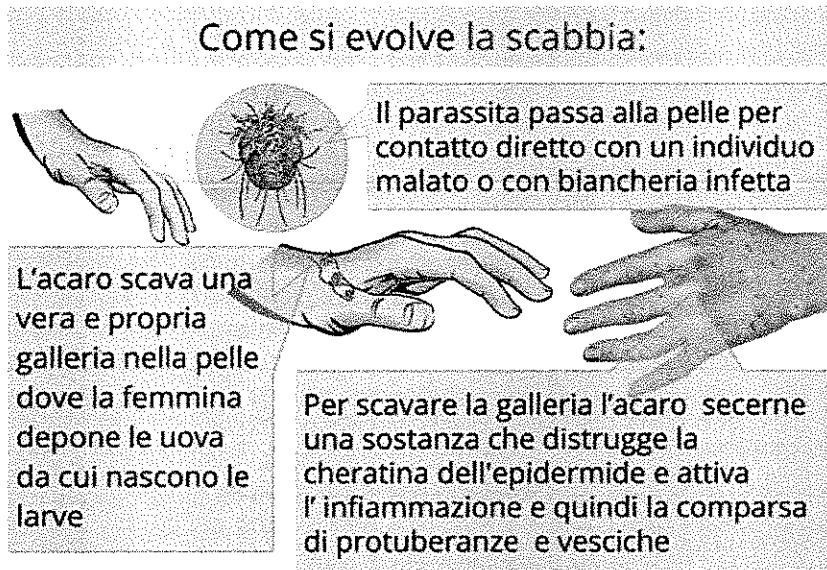 Come si evolve la scabbia:
Il parassita passa alla pelle per
contatto diretto con un individuo
malato o con biancheria infetta
L'acaro scava una
vera e propria
galleria nella pelle
dove la femmina
depone le uova
da cui nascono le
larve
Per scavare la galleria l'acaro secerne
una sostanza che distrugge la
cheratina dell'epidermide e attiva
l' infiammazione e quindi la comparsa
di protuberanze e vesciche